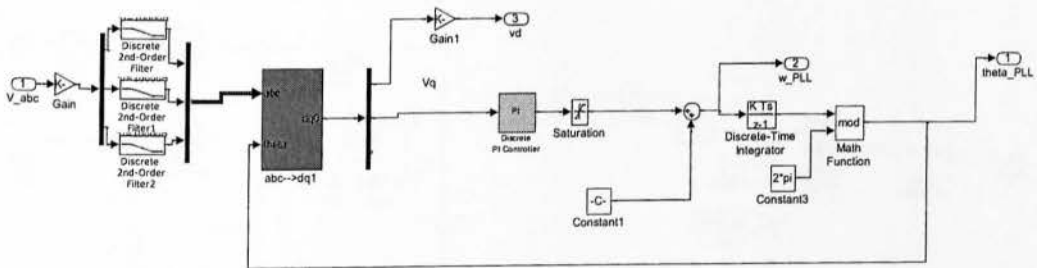 1
V_abc
K-
Gain
Discrete
2nd-Order
Filter
Discrete
2nd-Order
Filter1
Discrete
2nd-Order
Filter2
abc
theta
dq0
abc-->dq1
K-
Gain1
3
vd
Vq
PI
Discrete
PI Controller
Saturation
-C-
Constant1
2
w_PLL
K Ts
z-1
Discrete-Time
Integrator
2*pi
Constant3
mod
Math
Function
1
theta_PLL